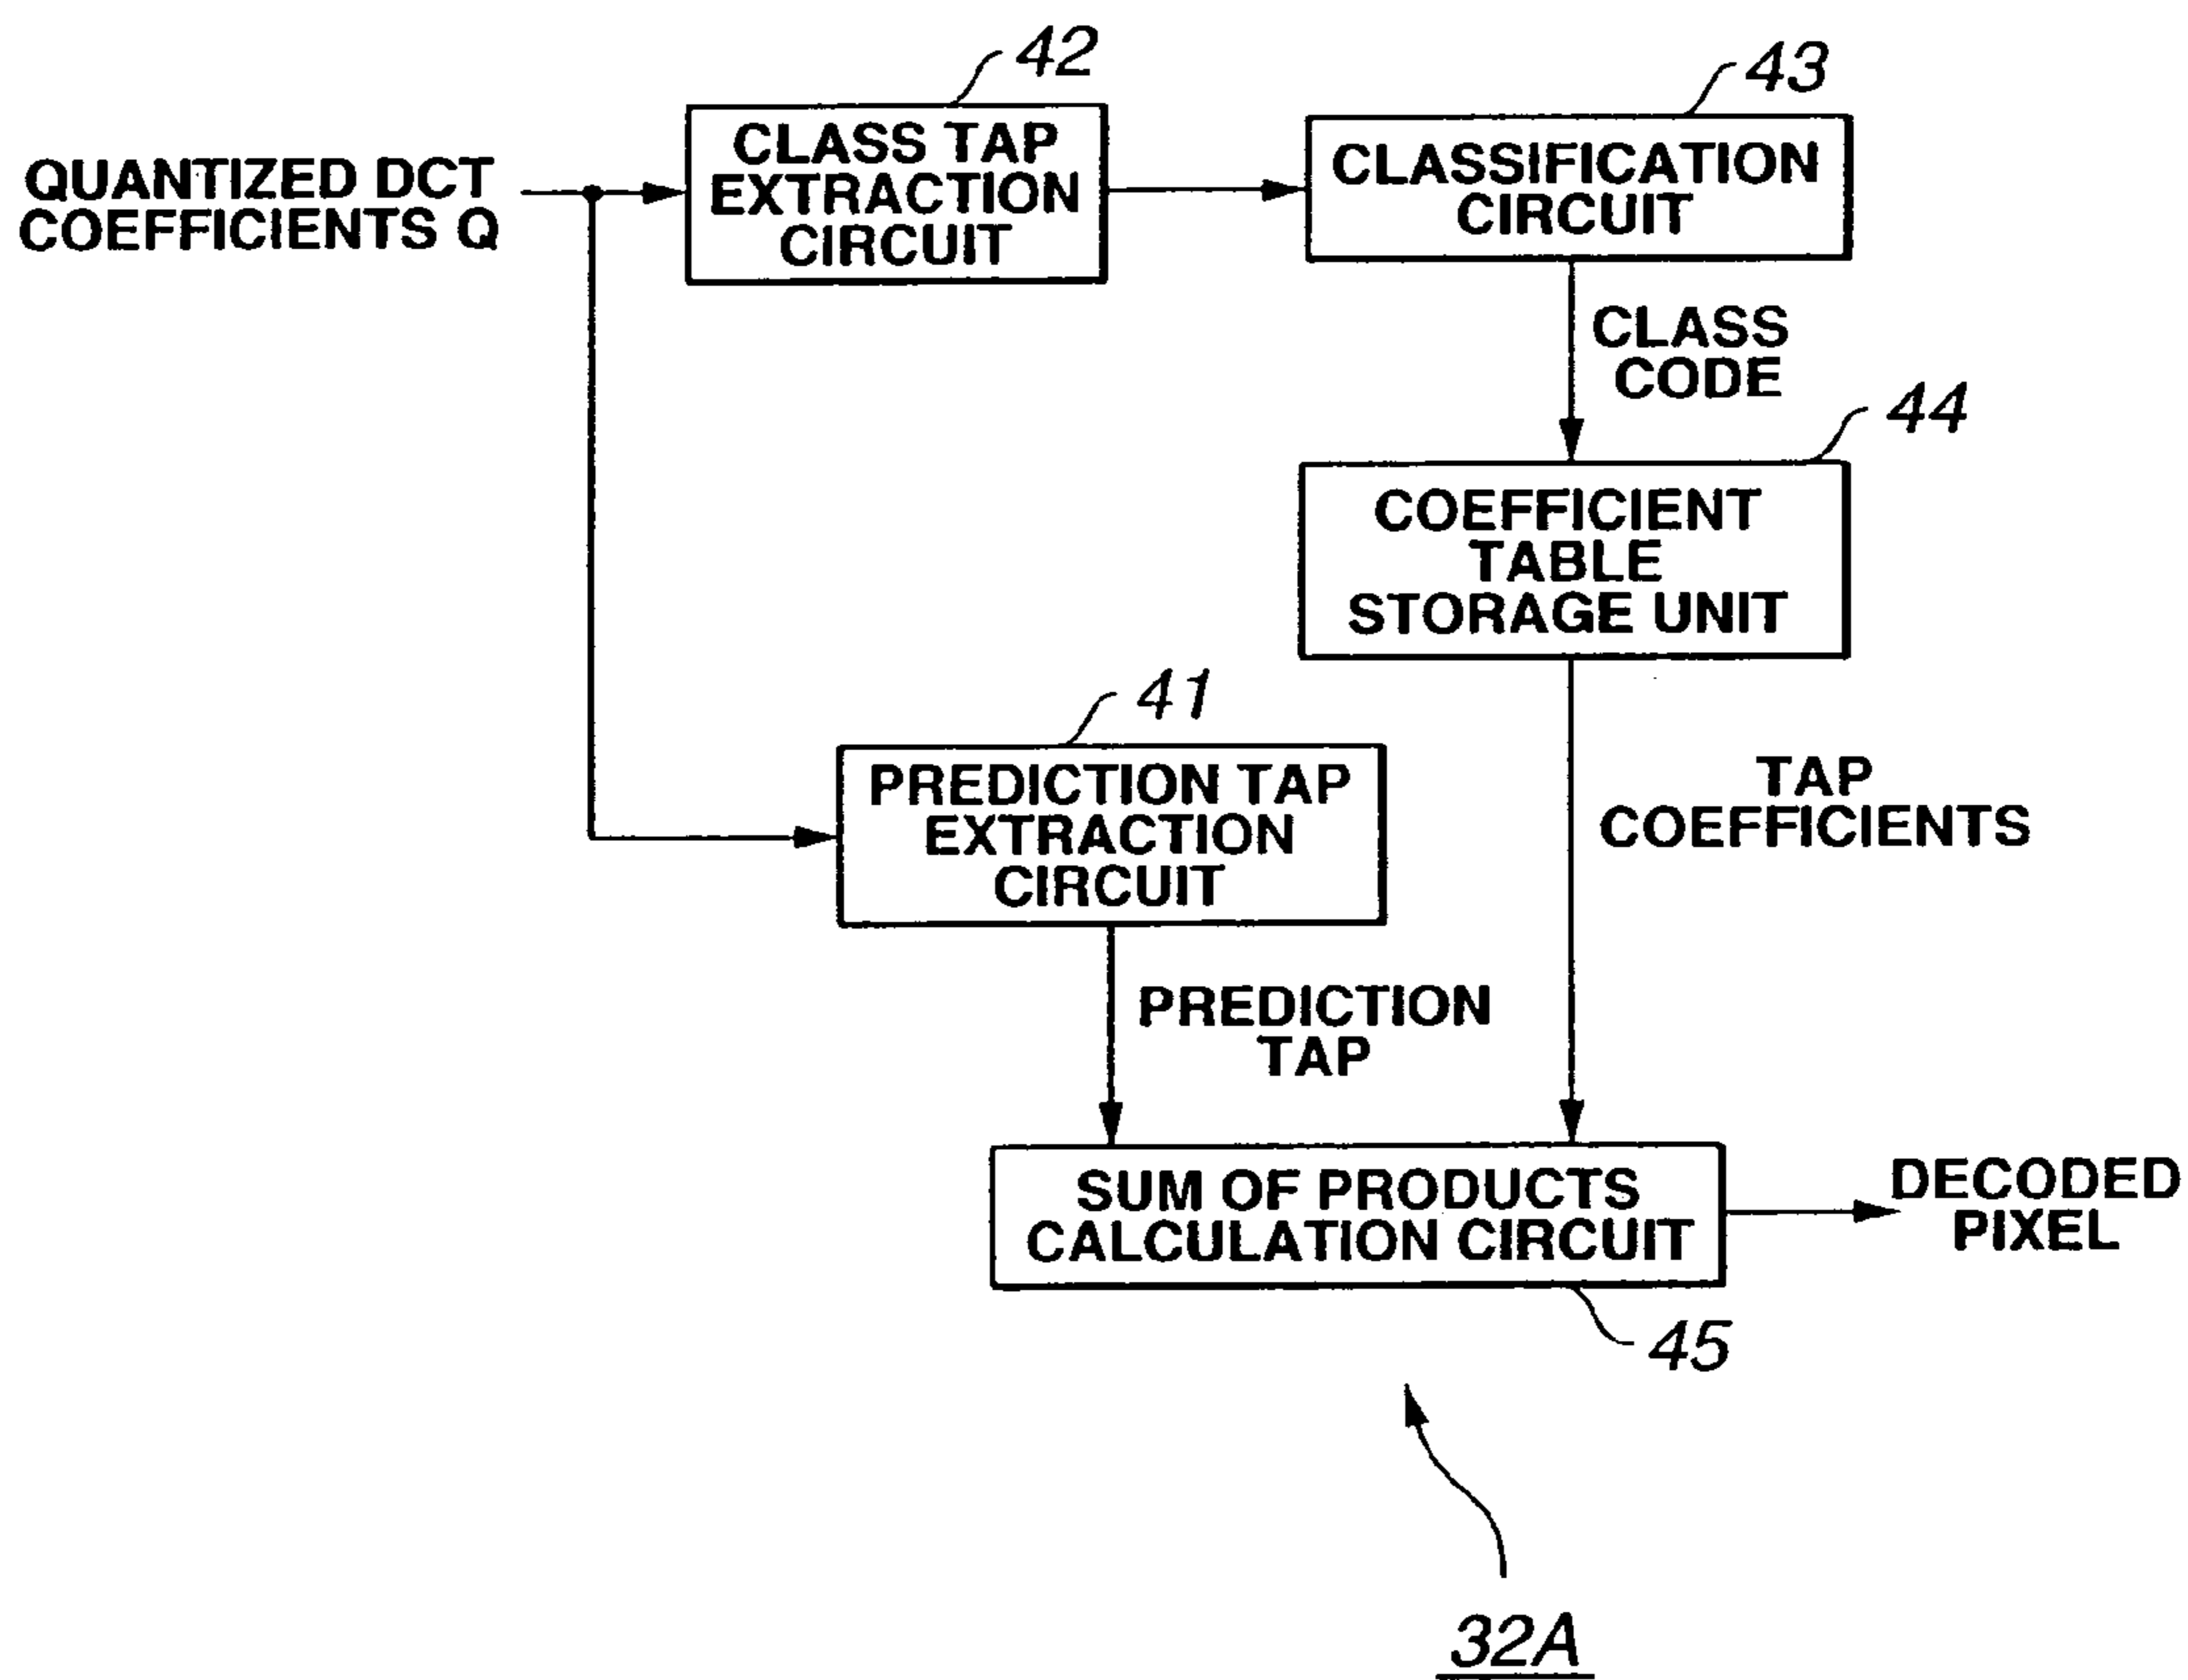 42
43
CLASS TAP
EXTRACTION
CIRCUIT
CLASSIFICATION
CIRCUIT
QUANTIZED DCT
COEFFICIENTS Q
CLASS
CODE
44
COEFFICIENT
TABLE
STORAGE UNIT
41
PREDICTION TAP
EXTRACTION
CIRCUIT
TAP
COEFFICIENTS
PREDICTION
TAP
SUM OF PRODUCTS
CALCULATION CIRCUIT
DECODED
PIXEL
45
32A